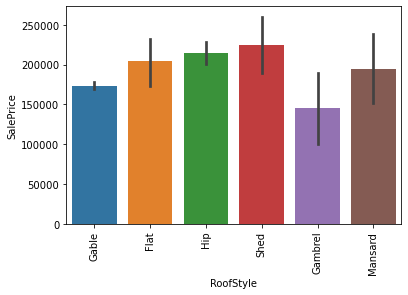 250000
200000
150000
100000
50000
0
SalePrice
Gable
Flat
Hip
Shed
Gambrel
Mansard
RoofStyle